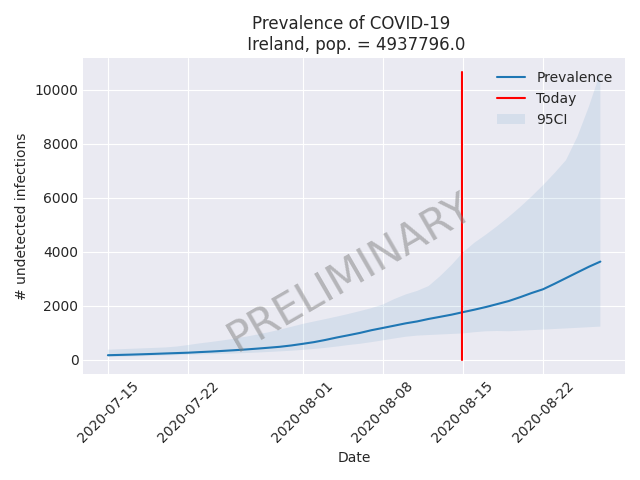 Prevalence of COVID-19
Ireland, pop. = 4937796.0
10000
8000
6000
4000
2000
0
# undetected infections
Prevalence
Today
95CI
PRELIMINARY
2020-07-15
2020-07-22
2020-08-01
2020-08-08
2020-08-15
2020-08-22
Date